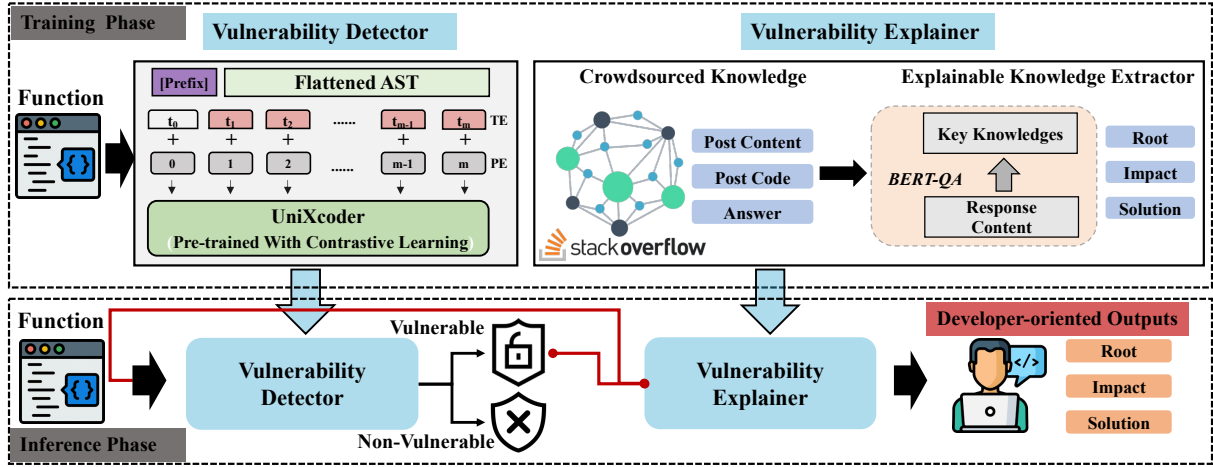 Training Phase
Vulnerability Detector
Vulnerability Explainer
Function
[Prefix]
Flattened AST
t0 t1 t2 ...... tm-1 tm TE
+ + + + +
0 1 2 ...... m-1 m PE
UniXcoder
(Pre-trained With Contrastive Learning)
Crowdsourced Knowledge
Post Content
Post Code
Answer
stackoverflow
Explainable Knowledge Extractor
Key Knowledges
BERT-QA
Response
Content
Root
Impact
Solution
Function
Inference Phase
Vulnerability
Detector
Vulnerable
Non-Vulnerable
Vulnerability
Explainer
Developer-oriented Outputs
</>
Root
Impact
Solution